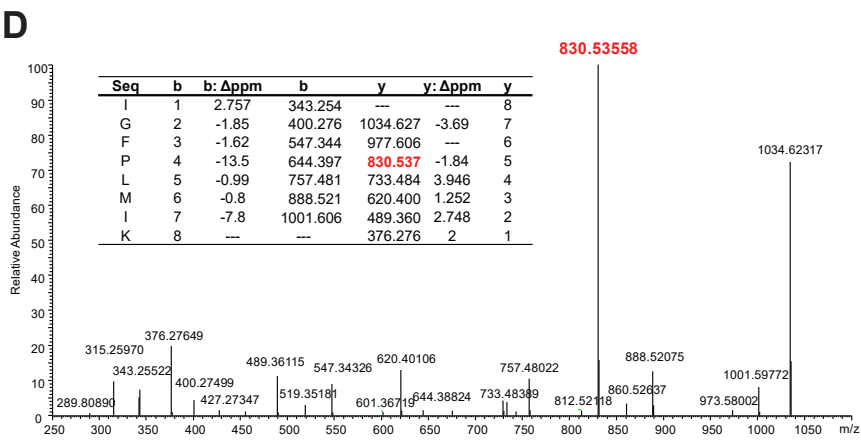 D
830.53558
Seq b b: Δppm b y y: Δppm y
I 1 2.757 343.254 --- --- 8
G 2 -1.85 400.276 1034.627 -3.69 7
F 3 -1.62 547.344 977.606 --- 6
P 4 -13.5 644.397 830.537 -1.84 5
L 5 -0.99 757.481 733.484 3.946 4
M 6 -0.8 888.521 620.400 1.252 3
I 7 -7.8 1001.606 489.360 2.748 2
K 8 --- --- 376.276 2 1
Relative Abundance
100
90
80
70
60
50
40
30
20
10
0
1034.62317
376.27649
315.25970
343.25522
289.80890
400.27499
427.27347
489.36115
519.35181
547.34326
601.36719
620.40106
644.38824
733.48389
757.48022
812.52118
860.52637
888.52075
973.58002
1001.59772
250 300 350 400 450 500 550 600 650 700 750 800 850 900 950 1000 1050 m/z